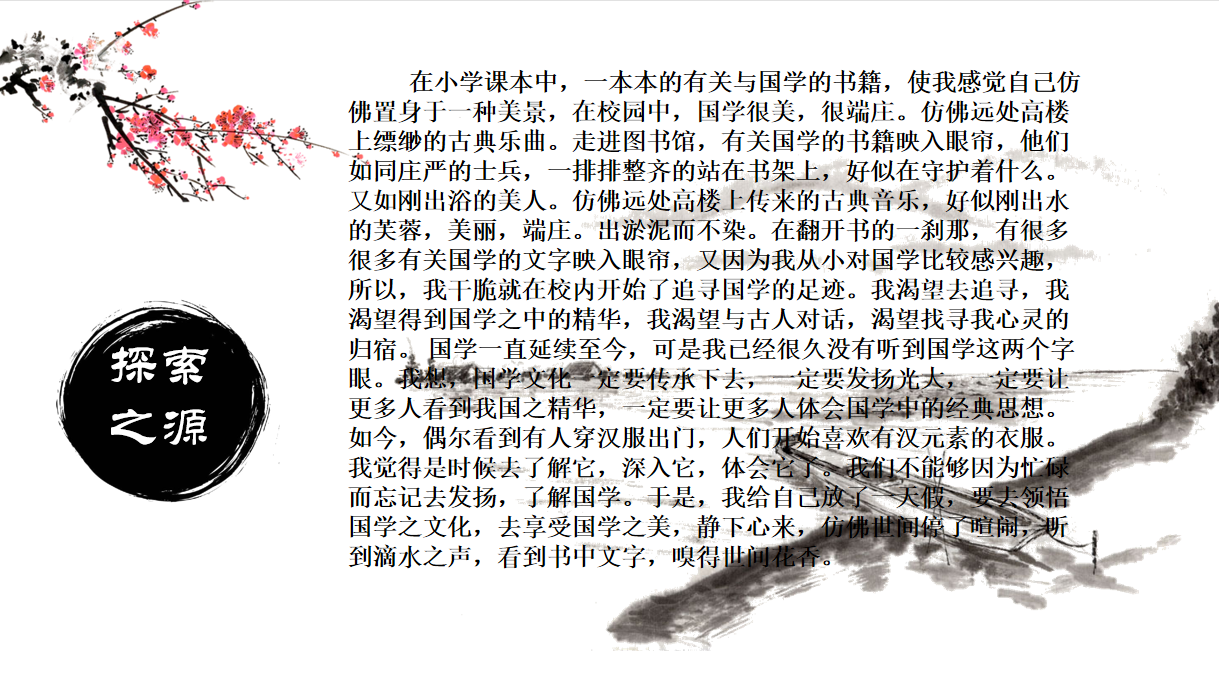 在小学课本中，一本本的有关与国学的书籍，使我感觉自己仿
佛置身于一种美景，在校园中，国学很美，很端庄。仿佛远处高楼
上缥缈的古典乐曲。走进图书馆，有关国学的书籍映入眼帘，他们
如同庄严的士兵，一排排整齐的站在书架上，好似在守护着什么。
又如刚出浴的美人。仿佛远处高楼上传来的古典音乐，好似刚出水
的芙蓉，美丽，端庄。出淤泥而不染。在翻开书的一刹那，有很多
很多有关国学的文字映入眼帘，又因为我从小对国学比较感兴趣，
所以，我干脆就在校内开始了追寻国学的足迹。我渴望去追寻，我
渴望得到国学之中的精华，我渴望与古人对话，渴望找寻我心灵的
归宿。 国学一直延续至今，可是我已经很久没有听到国学这两个字
眼。我想，国学文化一定要传承下去，一定要发扬光大，一定要让
更多人看到我国之精华，一定要让更多人体会国学中的经典思想。
如今，偶尔看到有人穿汉服出门，人们开始喜欢有汉元素的衣服。
我觉得是时候去了解它，深入它，体会它了。我们不能够因为忙碌
而忘记去发扬，了解国学。于是，我给自己放了一天假，要去领悟
国学之文化，去享受国学之美，静下心来，仿佛世间停了喧闹，听
到滴水之声，看到书中文字，嗅得世间花香。
探索
之源